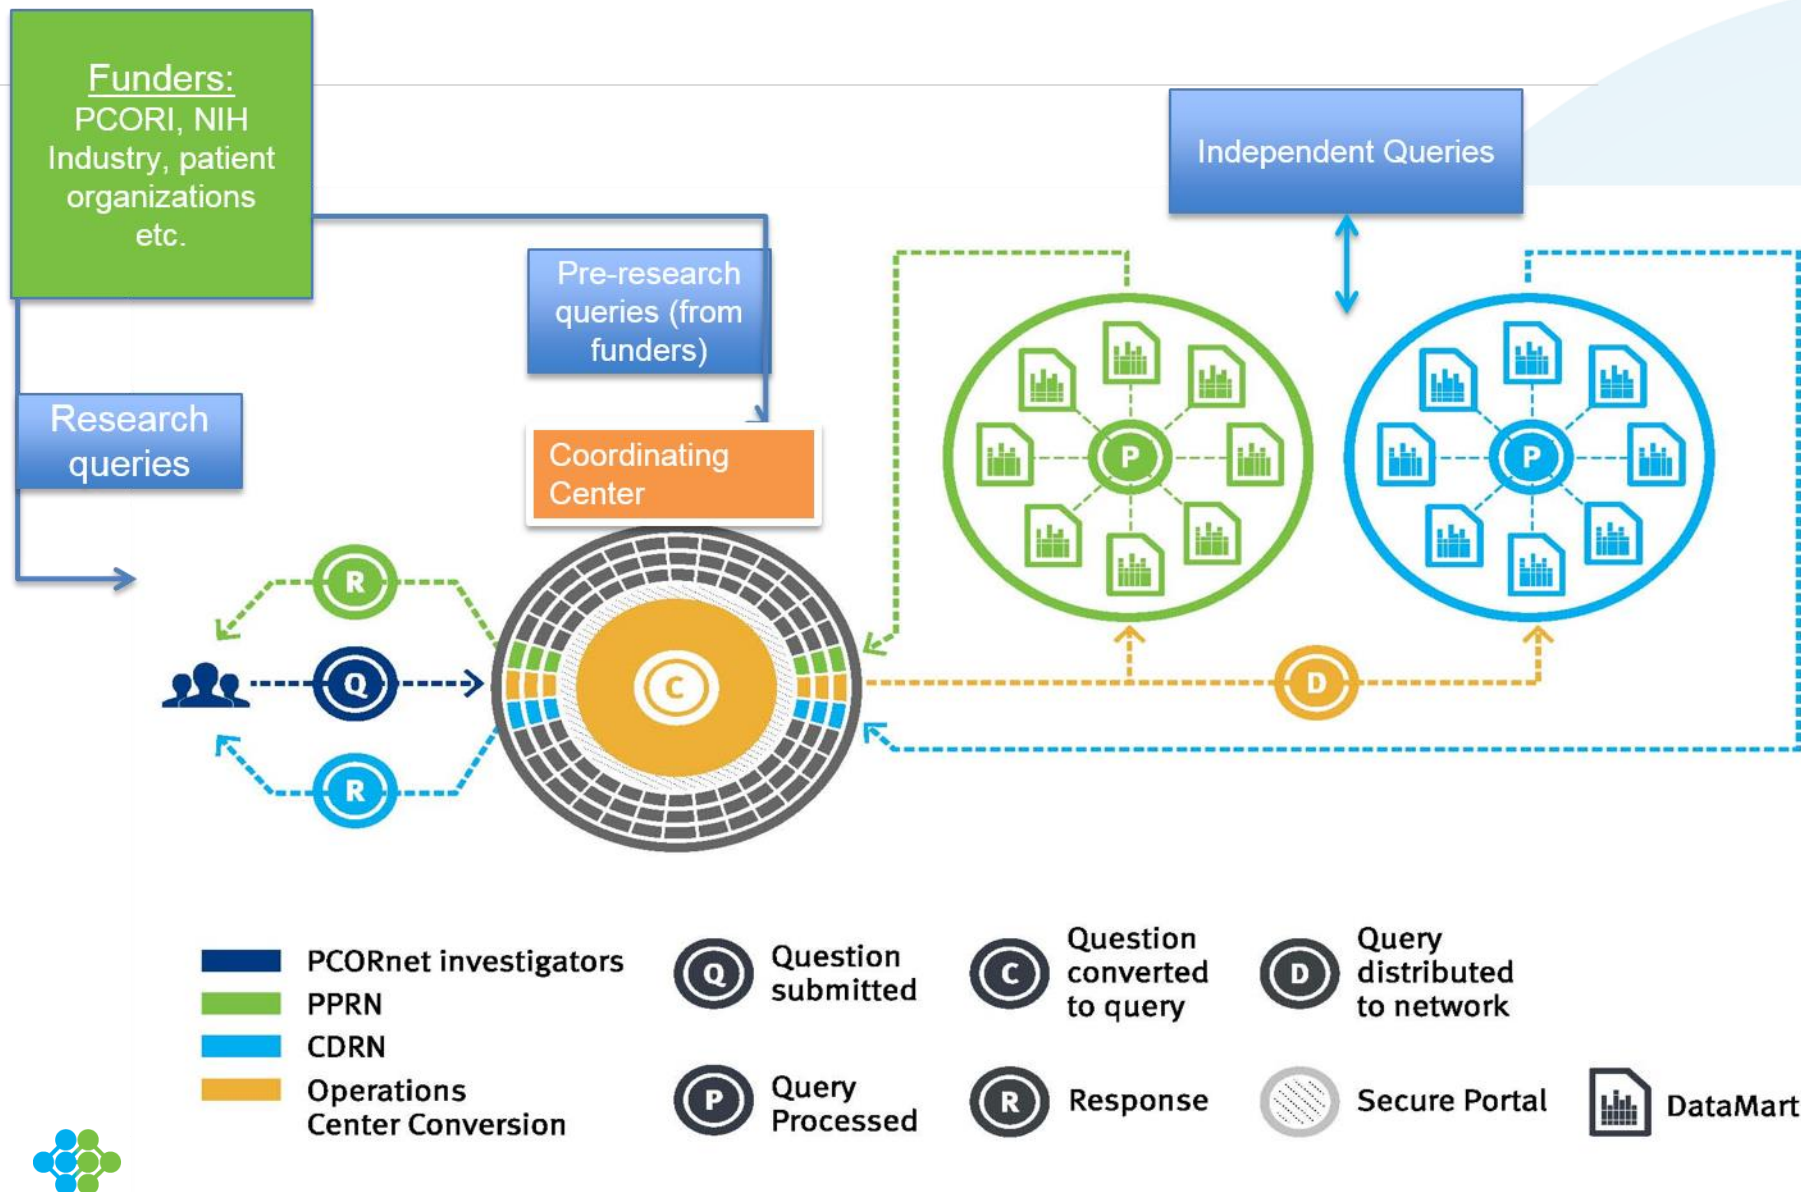 Funders:
PCORI, NIH
Industry, patient
organizations
etc.
Independent Queries
Pre-research
queries (from
funders)
Research
queries
Coordinating
Center
P
P
R
Q
C
D
R
PCORnet investigators
PPRN
CDRN
Operations
Center Conversion
Q
Question
submitted
C
Question
converted
to query
D
Query
distributed
to network
P
Query
Processed
R
Response
Secure Portal
DataMart